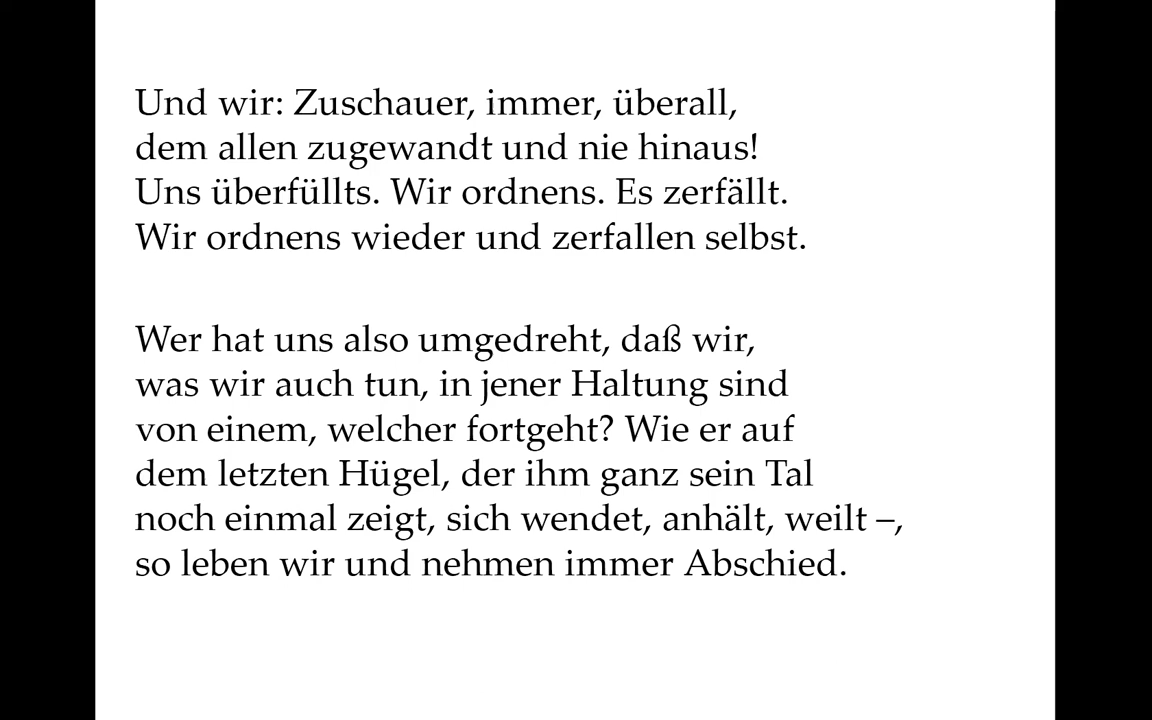 Und wir: Zuschauer, immer, überall,
dem allen zugewandt und nie hinaus!
Uns überfüllts. Wir ordnens. Es zerfällt.
Wir ordnens wieder und zerfallen selbst.
Wer hat uns also umgedreht, daß wir,
was wir auch tun, in jener Haltung sind
von einem, welcher fortgeht? Wie er auf
dem letzten Hügel, der ihm ganz sein Tal
noch einmal zeigt, sich wendet, anhält, weilt –,
so leben wir und nehmen immer Abschied.